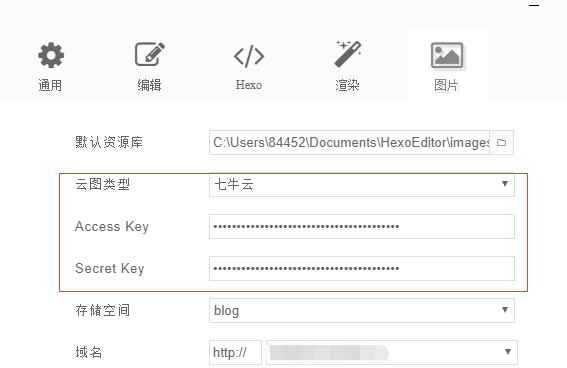 通用 编辑 Hexo 渲染 图片
默认资源库 C:\Users\84452\Documents\HexoEditor\images
云图类型 七牛云
Access Key ••••••••••••••••••••••••••••••••••••••••
Secret Key ••••••••••••••••••••••••••••••••••••••••
存储空间 blog
域名 http://